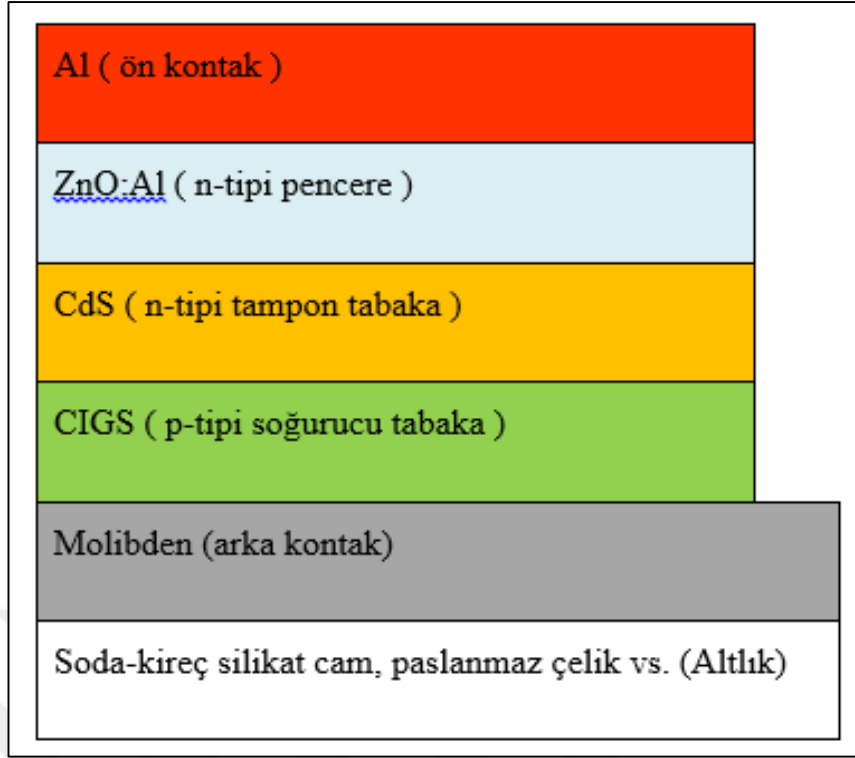 Al ( ön kontak )
ZnO:Al ( n-tipi pencere )
CdS ( n-tipi tampon tabaka )
CIGS ( p-tipi soğurucu tabaka )
Molibden (arka kontak)
Soda-kireç silikat cam, paslanmaz çelik vs. (Altlık)